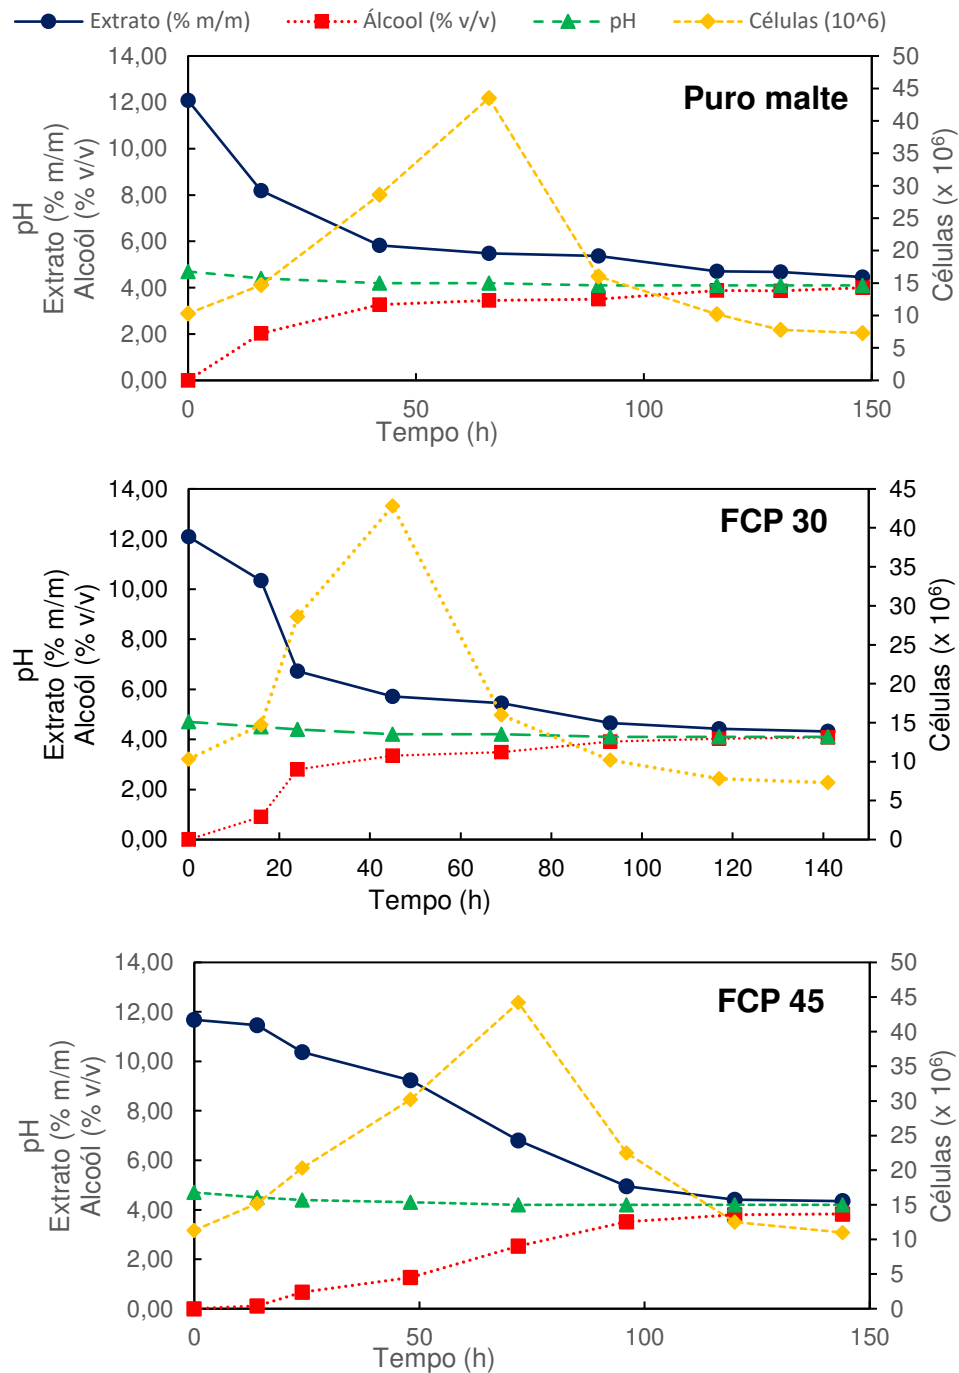 Extrato (% m/m) Álcool (% v/v) pH Células (10^6)
Puro malte
14,00
12,00
10,00
8,00
6,00
4,00
2,00
0,00
pH
Extrato (% m/m)
Alcoól (% v/v)
50
45
40
35
30
25
20
15
10
5
0
Células (x 10⁶)
0 50 100 150
Tempo (h)
FCP 30
14,00
12,00
10,00
8,00
6,00
4,00
2,00
0,00
pH
Extrato (% m/m)
Alcoól (% v/v)
45
40
35
30
25
20
15
10
5
0
Células (x 10⁶)
0 20 40 60 80 100 120 140
Tempo (h)
FCP 45
14,00
12,00
10,00
8,00
6,00
4,00
2,00
0,00
pH
Extrato (% m/m)
Alcoól (% v/v)
50
45
40
35
30
25
20
15
10
5
0
Células (x 10⁶)
0 50 100 150
Tempo (h)